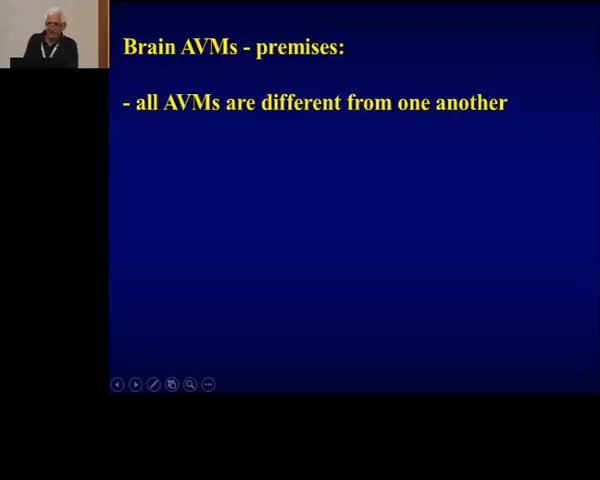 Brain AVMs - premises:
- all AVMs are different from one another